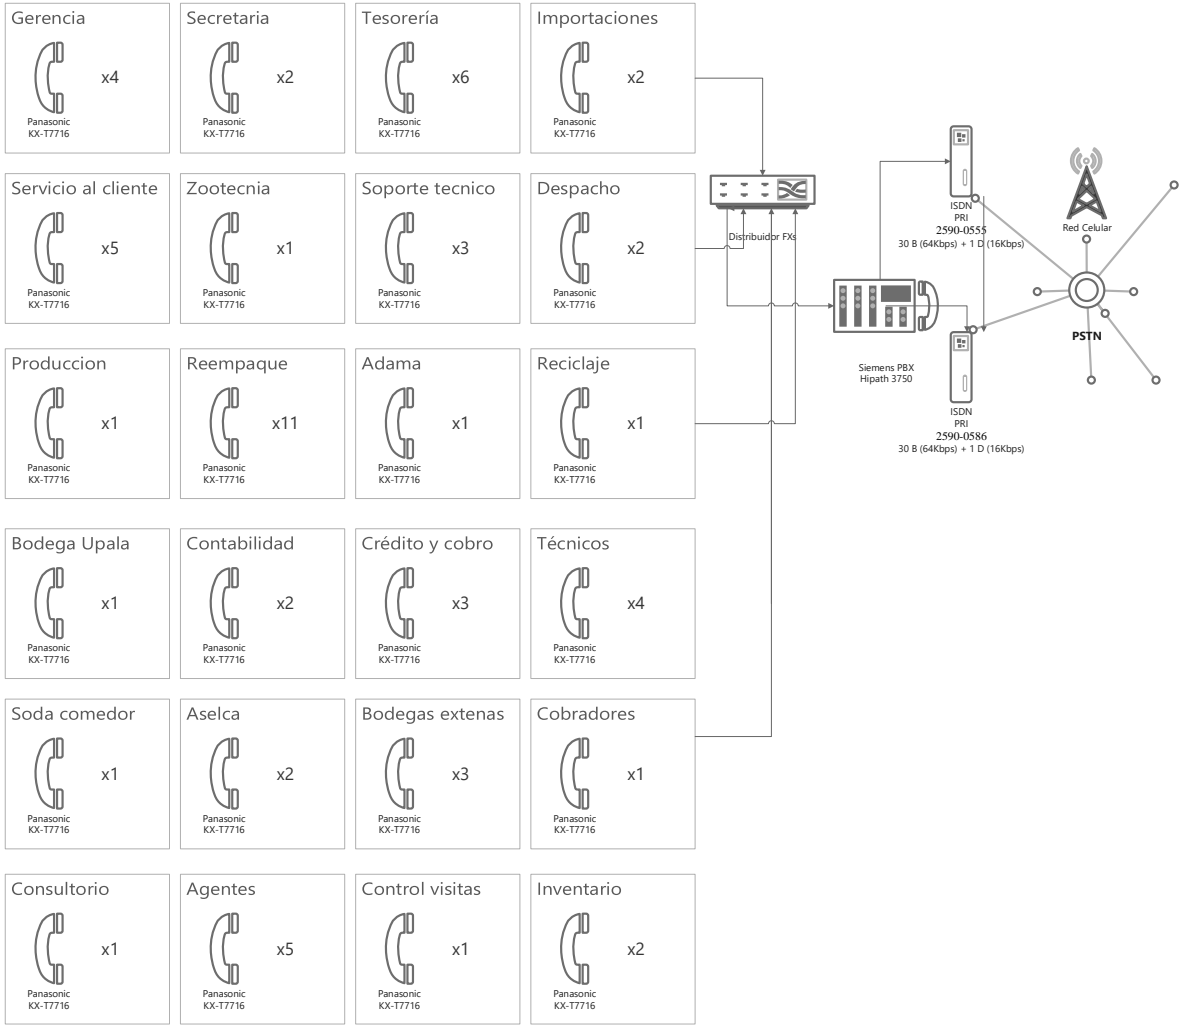 Gerencia
x4
Panasonic
KX-T7716
Secretaria
x2
Panasonic
KX-T7716
Tesorería
x6
Panasonic
KX-T7716
Importaciones
x2
Panasonic
KX-T7716
Servicio al cliente
x5
Panasonic
KX-T7716
Zootecnia
x1
Panasonic
KX-T7716
Soporte tecnico
x3
Panasonic
KX-T7716
Despacho
x2
Panasonic
KX-T7716
Produccion
x1
Panasonic
KX-T7716
Reempaque
x11
Panasonic
KX-T7716
Adama
x1
Panasonic
KX-T7716
Reciclaje
x1
Panasonic
KX-T7716
Bodega Upala
x1
Panasonic
KX-T7716
Contabilidad
x2
Panasonic
KX-T7716
Crédito y cobro
x3
Panasonic
KX-T7716
Técnicos
x4
Panasonic
KX-T7716
Soda comedor
x1
Panasonic
KX-T7716
Aselca
x2
Panasonic
KX-T7716
Bodegas extenas
x3
Panasonic
KX-T7716
Cobradores
x1
Panasonic
KX-T7716
Consultorio
x1
Panasonic
KX-T7716
Agentes
x5
Panasonic
KX-T7716
Control visitas
x1
Panasonic
KX-T7716
Inventario
x2
Panasonic
KX-T7716
Distribuidor FXs
Siemens PBX
Hipath 3750
ISDN
PRI
2590-0555
30 B (64Kbps) + 1 D (16Kbps)
ISDN
PRI
2590-0586
30 B (64Kbps) + 1 D (16Kbps)
Red Celular
PSTN